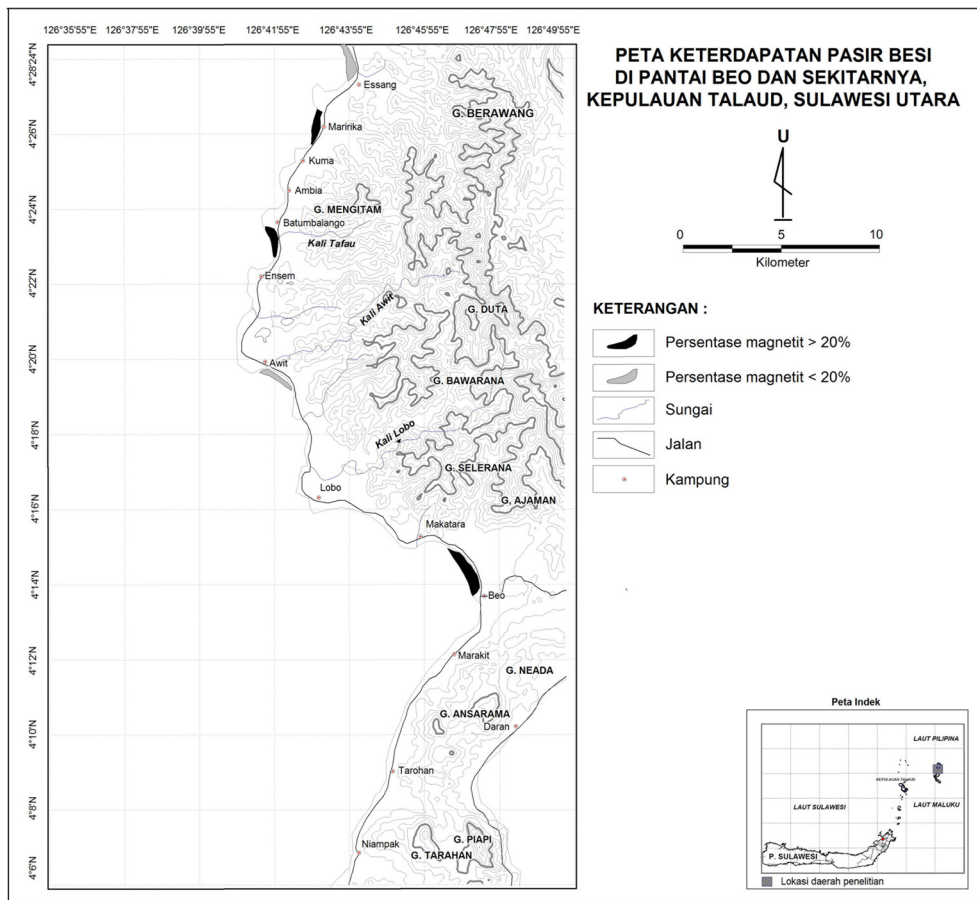 PETA KETERDAPATAN PASIR BESI
DI PANTAI BEO DAN SEKITARNYA,
KEPULAUAN TALAUD, SULAWESI UTARA
U
0 5 10
Kilometer
KETERANGAN :
Persentase magnetit > 20%
Persentase magnetit < 20%
Sungai
Jalan
Kampung
126°35'55"E 126°37'55"E 126°39'55"E 126°41'55"E 126°43'55"E 126°45'55"E 126°47'55"E 126°49'55"E
4°28'24"N
4°26'N
4°24'N
4°22'N
4°20'N
4°18'N
4°16'N
4°14'N
4°12'N
4°10'N
4°8'N
4°6'N
Essang
G. BERAWANG
Maririka
Kuma
Ambia
G. MENGITAM
Batumbalango
Kali Tafau
Ensem
Kali Awit
G. DUTA
Awit
G. BAWARANA
Kali Lobo
G. SELERANA
Lobo
G, AJAMAN
Makatara
Beo
Marakit
G. NEADA
G. ANSARAMA
Daran
Tarohan
G. PIAPI
Niampak
G. TARAHAN
Peta Indek
LAUT PILIPINA
KEPULAUAN TALAUD
LAUT SULAWESI
LAUT MALUKU
P. SULAWESI
Lokasi daerah penelitian